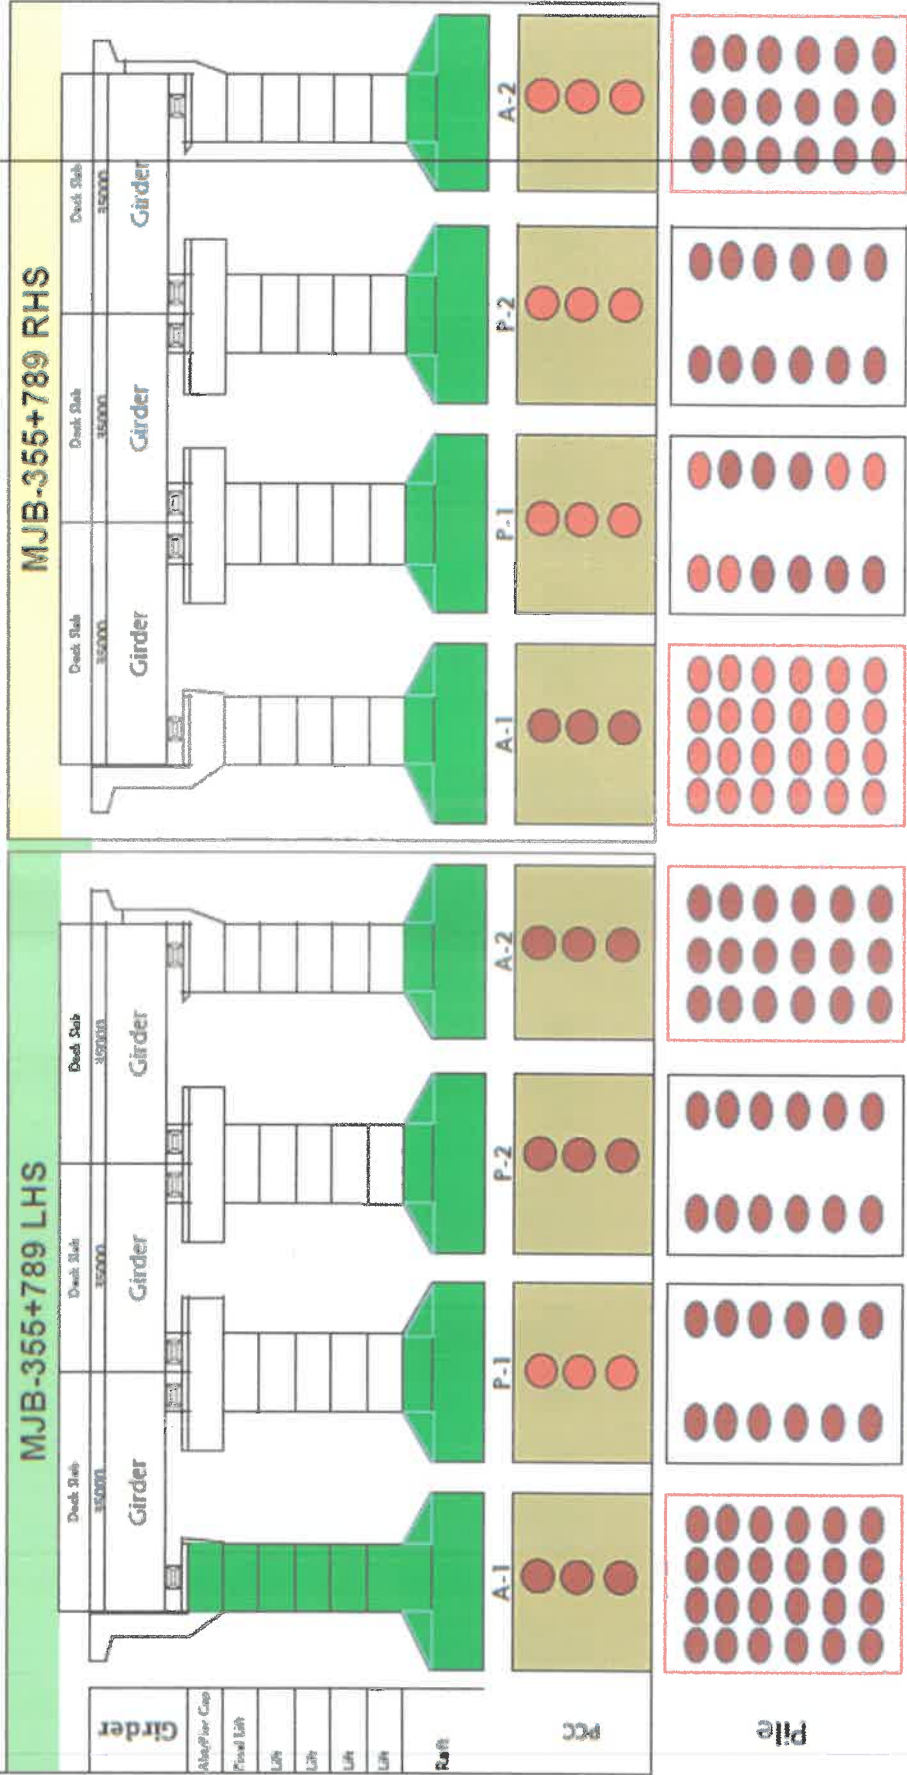 MJB-355+789 LHS
MJB-355+789 RHS
Deck Slab
Deck Slab
Deck Slab
Deck Slab
Deck Slab
Deck Slab
35000
35000
35000
35000
35000
35000
Girder
Girder
Girder
Girder
Girder
Girder
Girder
Abt/Pier Cap
Final Lift
Lift
Lift
Lift
Lift
Raft
A-1
P-1
P-2
A-2
A-1
P-1
P-2
A-2
PCC
Pile